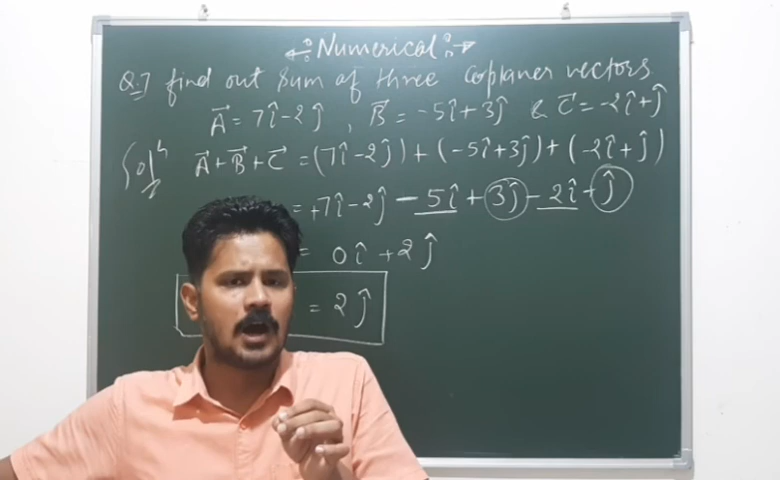 Numerical
Q.1 find out sum of three coplaner vectors
A⃗ = 7î-2ĵ , B⃗ = -5î+3ĵ & C⃗ = -2î+ĵ
Solⁿ A⃗+B⃗+C⃗ = (7î-2ĵ)+(-5î+3ĵ)+(-2î+ĵ)
= +7î-2ĵ - 5î + 3ĵ - 2î + ĵ
= 0î + 2ĵ
= 2ĵ